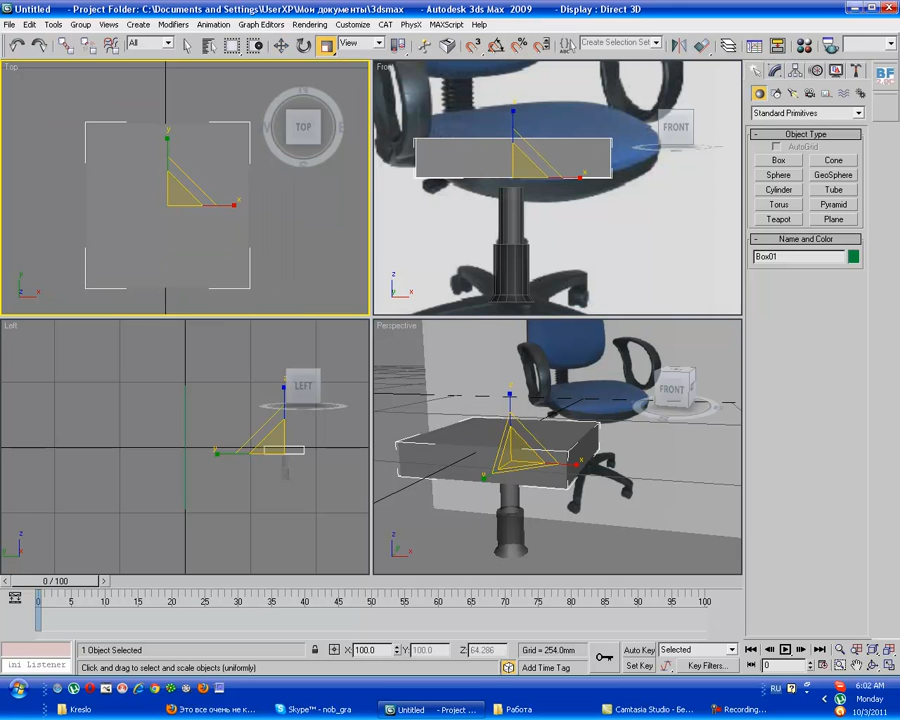 Untitled - Project Folder: C:\Documents and Settings\UserXP\Мои документы\3dsmax - Autodesk 3ds Max 2009 - Display : Direct 3D
Edit Tools Group Views Create Modifiers Animation Graph Editors Rendering Customize CAT PhysX MAXScript Help
All View Create Selection Set
Top
TOP
Front
FRONT
BF
Standard Primitives
- Object Type
AutoGrid
Box Cone
Sphere GeoSphere
Cylinder Tube
Torus Pyramid
Teapot Plane
- Name and Color
Box01
y
x
z
x
z
x
Left
LEFT
Perspective
FRONT
z
x
0 / 100
0 5 10 15 20 25 30 35 40 45 50 55 60 65 70 75 80 85 90 95 100
1 Object Selected X: 100.0 Y: 100.0 Z: 64.286 Grid = 254.0mm Auto Key Selected
ini Listener Click and drag to select and scale objects (uniformly) Add Time Tag Set Key Key Filters... 0
RU 6:02 AM
Monday
10/3/2011
Kreslo Это все очень не к... Skype™ - nob_gra Untitled - Project ... Работа Camtasia Studio - Бе... Recording...